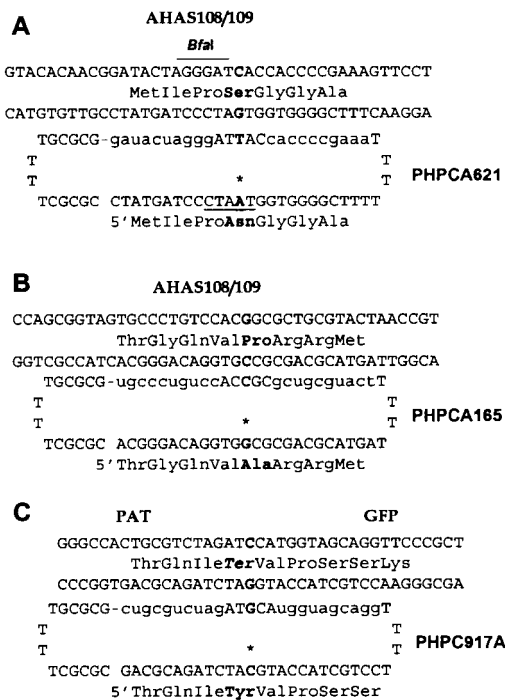 A
AHAS108/109
BfaI
GTACACAACGGATACTAGGGATCACCACCCCGAAAGTTCCT
MetIleProSerGlyGlyAla
CATGTGTTGCCTATGATCCCTAGTGGTGGGGCTTTCAAGGA
TGCGCG-gauacuagggATTACcaccccgaaaT
T T
T * T
PHPCA621
TCGCGC CTATGATCCCTAATGGTGGGGCTTTT
5'MetIleProAsnGlyGlyAla
B
AHAS108/109
CCAGCGGTAGTGCCCTGTCCACGGCGCTGCGTACTAACCGT
ThrGlyGlnValProArgArgMet
GGTCGCCATCACGGGACAGGTGCCGCGACGCATGATTGGCA
TGCGCG-ugcccuguccACCGCgcugcguactT
T T
T * T
PHPCA165
TCGCGC ACGGGACAGGTGGCGCGACGCATGAT
5'ThrGlyGlnValAlaArgArgMet
C
PAT GFP
GGGCCACTGCGTCTAGATCCATGGTAGCAGGTTCCCGCT
ThrGlnIleTerValProSerSerLys
CCCGGTGACGCAGATCTAGGTACCATCGTCCAAGGGCGA
TGCGCG-cugcgucuagATGCAugguagcaggT
T T
T * T
PHPC917A
TCGCGC GACGCAGATCTACGTACCATCGTCCT
5'ThrGlnIleTyrValProSerSer